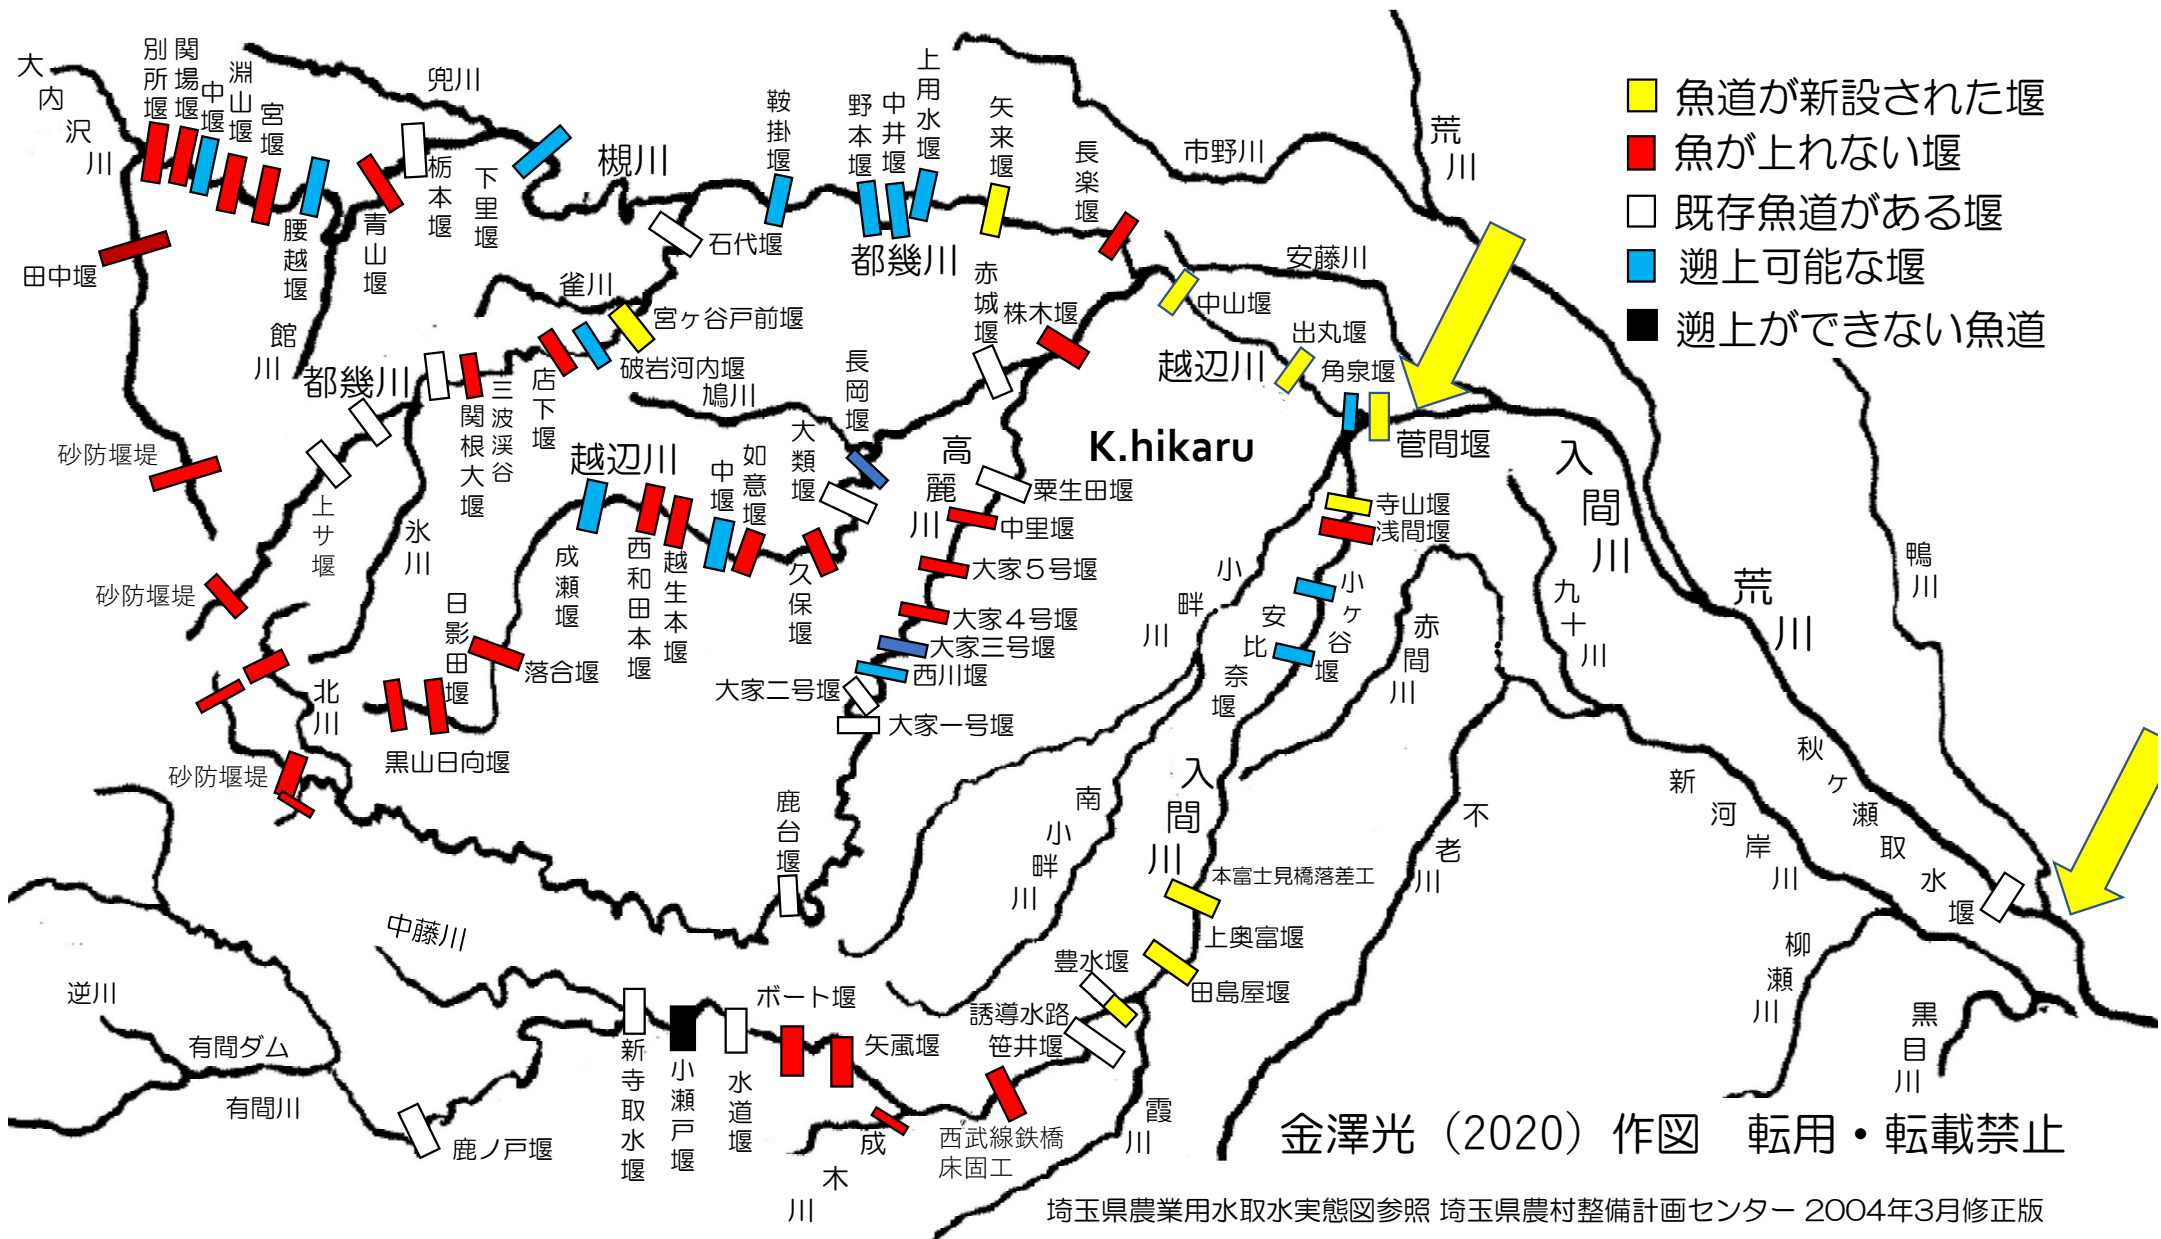 大内沢川
別所堰
関場堰
中堰
淵山堰
宮堰
兜川
栃本堰
下里堰
槻川
鞍掛堰
野本堰
中井堰
上用水堰
矢来堰
長楽堰
市野川
荒川
魚道が新設された堰
魚が上れない堰
既存魚道がある堰
遡上可能な堰
遡上ができない魚道
田中堰
腰越堰
青山堰
館川
石代堰
都幾川
雀川
宮ヶ谷戸前堰
破岩河内堰
赤城堰
株木堰
中山堰
安藤川
出丸堰
角泉堰
越辺川
菅間堰
都幾川
関根大堰
三波渓谷
店下堰
鳩川
長岡堰
大類堰
K.hikaru
砂防堰堤
上サ堰
氷川
越辺川
成瀬堰
西和田本堰
越生本堰
中堰
如意堰
久保堰
高麗川
粟生田堰
中里堰
大家5号堰
大家4号堰
大家三号堰
西川堰
大家二号堰
大家一号堰
寺山堰
浅間堰
小ヶ谷堰
安比奈堰
小畔川
赤間川
入間川
九十川
荒川
鴨川
砂防堰堤
日影田堰
落合堰
北川
黒山日向堰
砂防堰堤
鹿台堰
南小畔川
入間川
本富士見橋落差工
上奥富堰
田島屋堰
不老川
新河岸川
秋ヶ瀬取水堰
柳瀬川
黒目川
中藤川
逆川
有間ダム
有間川
鹿ノ戸堰
新寺取水堰
小瀬戸堰
水道堰
ボート堰
矢颪堰
成木川
豊水堰
誘導水路
笹井堰
西武線鉄橋
床固工
霞川
金澤光（2020）作図　転用・転載禁止
埼玉県農業用水取水実態図参照 埼玉県農村整備計画センター 2004年3月修正版